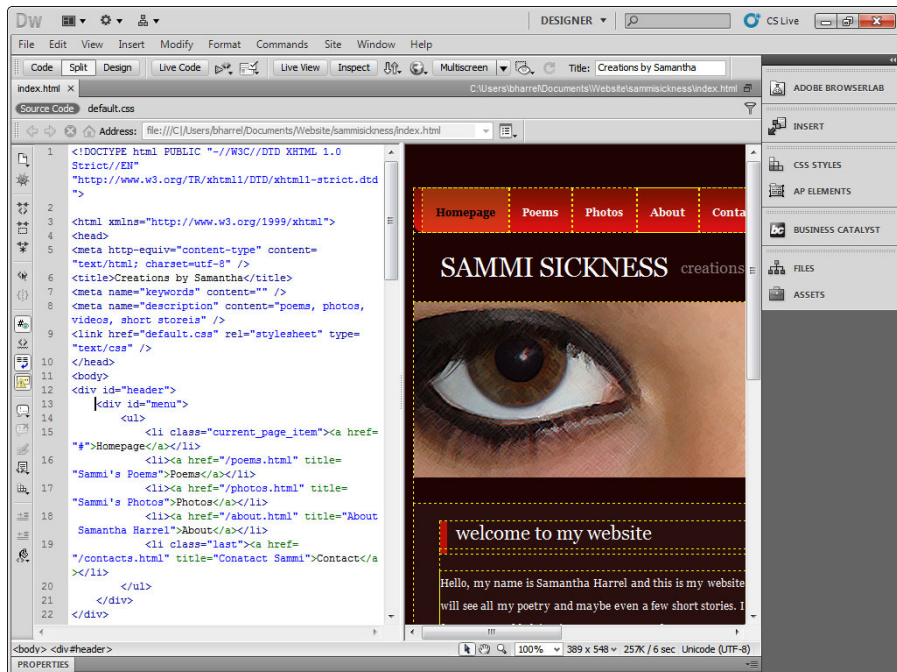 Dw DESIGNER CS Live
File Edit View Insert Modify Format Commands Site Window Help
Code Split Design Live Code Live View Inspect Multiscreen Title: Creations by Samantha
index.html C:\Users\bharrel\Documents\Website\sammisickness\index.html
Source Code default.css
Address: file:///C|/Users/bharrel/Documents/Website/sammisickness/index.html
1 <!DOCTYPE html PUBLIC "-//W3C//DTD XHTML 1.0
Strict//EN"
"http://www.w3.org/TR/xhtml1/DTD/xhtml1-strict.dtd
">
2
3 <html xmlns="http://www.w3.org/1999/xhtml">
4 <head>
5 <meta http-equiv="content-type" content=
"text/html; charset=utf-8" />
6 <title>Creations by Samantha</title>
7 <meta name="keywords" content="" />
8 <meta name="description" content="poems, photos,
videos, short storeis" />
9 <link href="default.css" rel="stylesheet" type=
"text/css" />
10 </head>
11 <body>
12 <div id="header">
13 <div id="menu">
14 <ul>
15 <li class="current_page_item"><a href=
"#">Homepage</a></li>
16 <li><a href="/poems.html" title=
"Sammi's Poems">Poems</a></li>
17 <li><a href="/photos.html" title=
"Sammi's Photos">Photos</a></li>
18 <li><a href="/about.html" title="About
Samantha Harrel">About</a></li>
19 <li class="last"><a href=
"/contacts.html" title="Conatact Sammi">Contact</a
></li>
20 </ul>
21 </div>
22 </div>
Homepage Poems Photos About Conta
SAMMI SICKNESS creations
welcome to my website
Hello, my name is Samantha Harrel and this is my website
will see all my poetry and maybe even a few short stories. I
ADOBE BROWSERLAB
INSERT
CSS STYLES
AP ELEMENTS
bc BUSINESS CATALYST
FILES
ASSETS
<body> <div#header> 100% 389 x 548 257K / 6 sec Unicode (UTF-8)
PROPERTIES